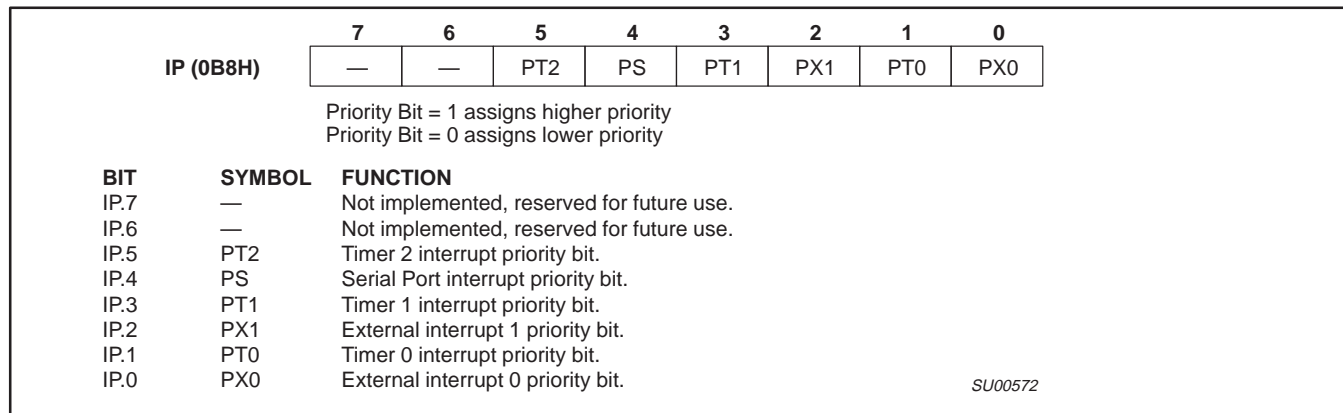 7 6 5 4 3 2 1 0
IP (0B8H) — — PT2 PS PT1 PX1 PT0 PX0
Priority Bit = 1 assigns higher priority
Priority Bit = 0 assigns lower priority
BIT SYMBOL FUNCTION
IP.7 — Not implemented, reserved for future use.
IP.6 — Not implemented, reserved for future use.
IP.5 PT2 Timer 2 interrupt priority bit.
IP.4 PS Serial Port interrupt priority bit.
IP.3 PT1 Timer 1 interrupt priority bit.
IP.2 PX1 External interrupt 1 priority bit.
IP.1 PT0 Timer 0 interrupt priority bit.
IP.0 PX0 External interrupt 0 priority bit.
SU00572